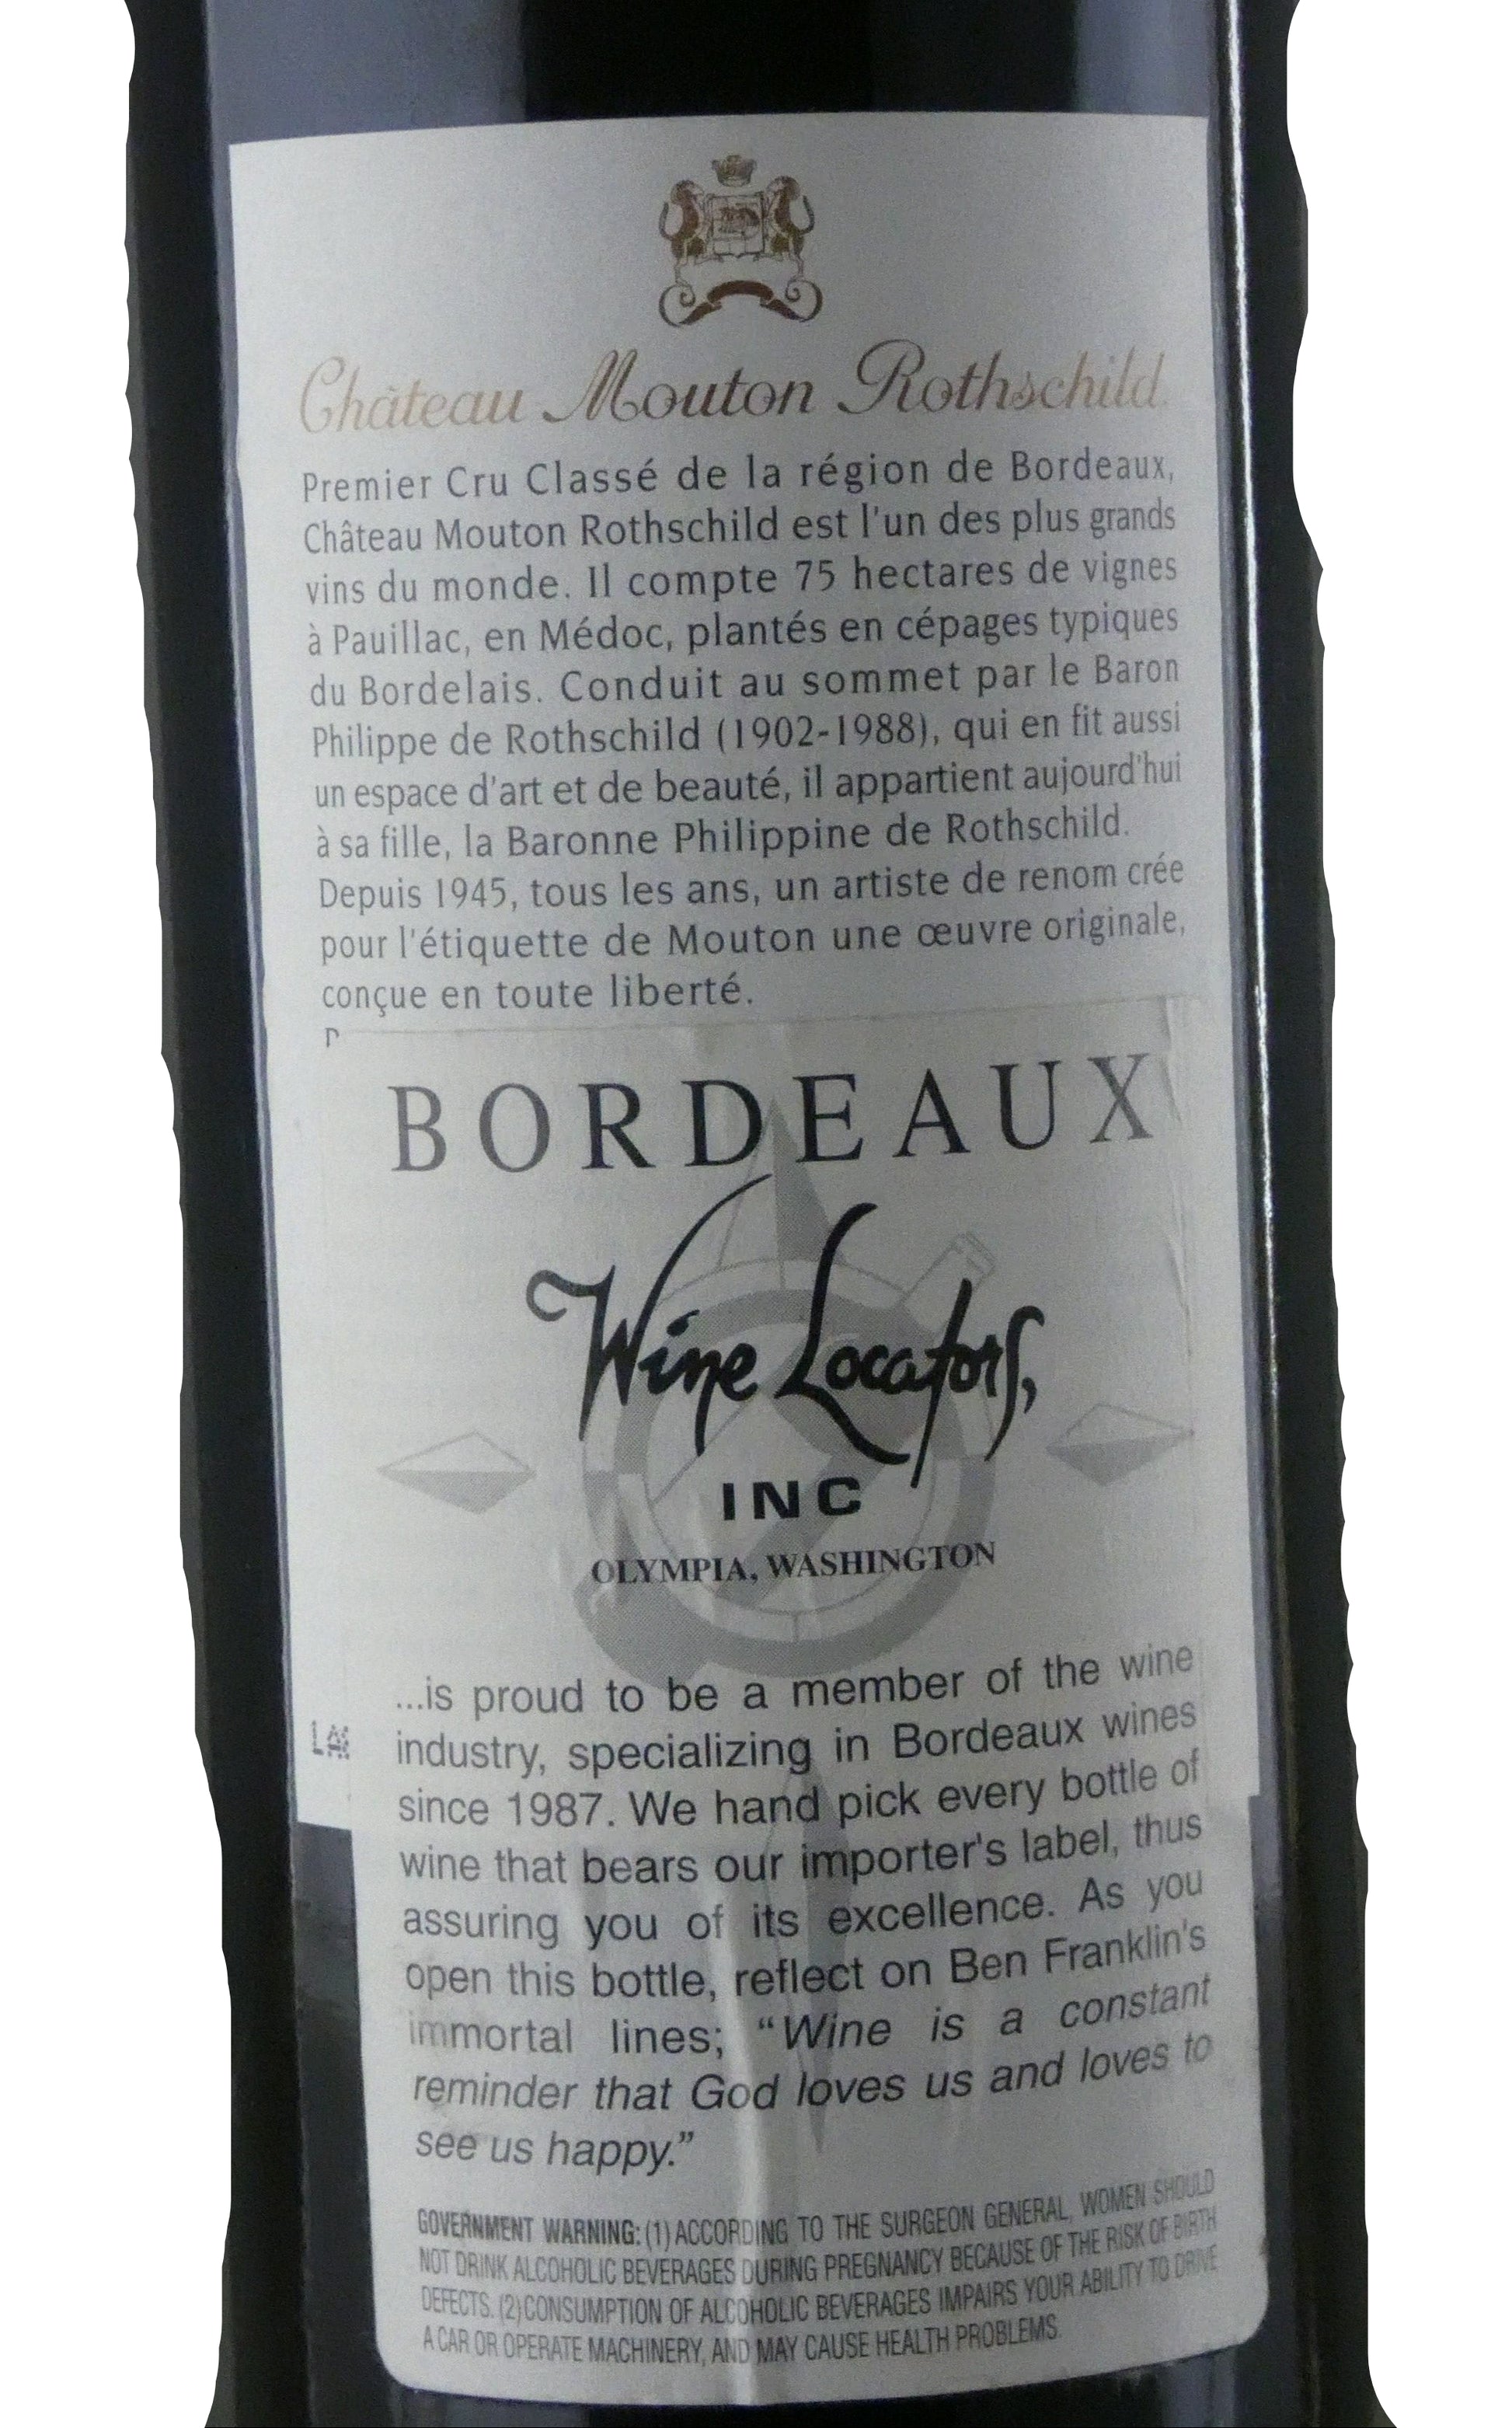 Château Mouton Rothschild
Premier Cru Classé de la région de Bordeaux,
Château Mouton Rothschild est l'un des plus grands
vins du monde. Il compte 75 hectares de vignes
à Pauillac, en Médoc, plantés en cépages typiques
du Bordelais. Conduit au sommet par le Baron
Philippe de Rothschild (1902-1988), qui en fit aussi
un espace d'art et de beauté, il appartient aujourd'hui
à sa fille, la Baronne Philippine de Rothschild.
Depuis 1945, tous les ans, un artiste de renom crée
pour l'étiquette de Mouton une œuvre originale,
conçue en toute liberté.
BORDEAUX
Wine Locators,
INC
OLYMPIA, WASHINGTON
...is proud to be a member of the wine
industry, specializing in Bordeaux wines
since 1987. We hand pick every bottle of
wine that bears our importer's label, thus
assuring you of its excellence. As you
open this bottle, reflect on Ben Franklin's
immortal lines; “Wine is a constant
reminder that God loves us and loves to
see us happy.”
GOVERNMENT WARNING: (1) ACCORDING TO THE SURGEON GENERAL, WOMEN SHOULD
NOT DRINK ALCOHOLIC BEVERAGES DURING PREGNANCY BECAUSE OF THE RISK OF BIRTH
DEFECTS. (2) CONSUMPTION OF ALCOHOLIC BEVERAGES IMPAIRS YOUR ABILITY TO DRIVE
A CAR OR OPERATE MACHINERY, AND MAY CAUSE HEALTH PROBLEMS.